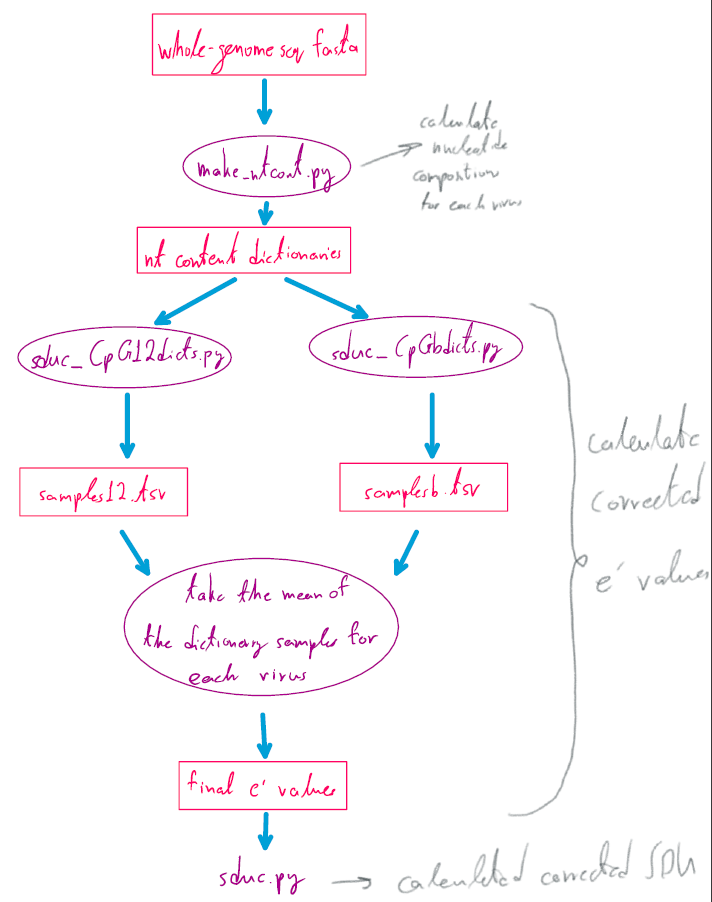 whole-genome seq fasta
calculate
nucleotide
composition
for each virus
make_ntcont.py
nt content dictionaries
sduc_CpG12dicts.py
sduc_CpGbdicts.py
samples12.tsv
samplesb.tsv
calculate
corrected
e' values
take the mean of
the dictionary samples for
each virus
final e' values
sduc.py
calculated corrected SDU